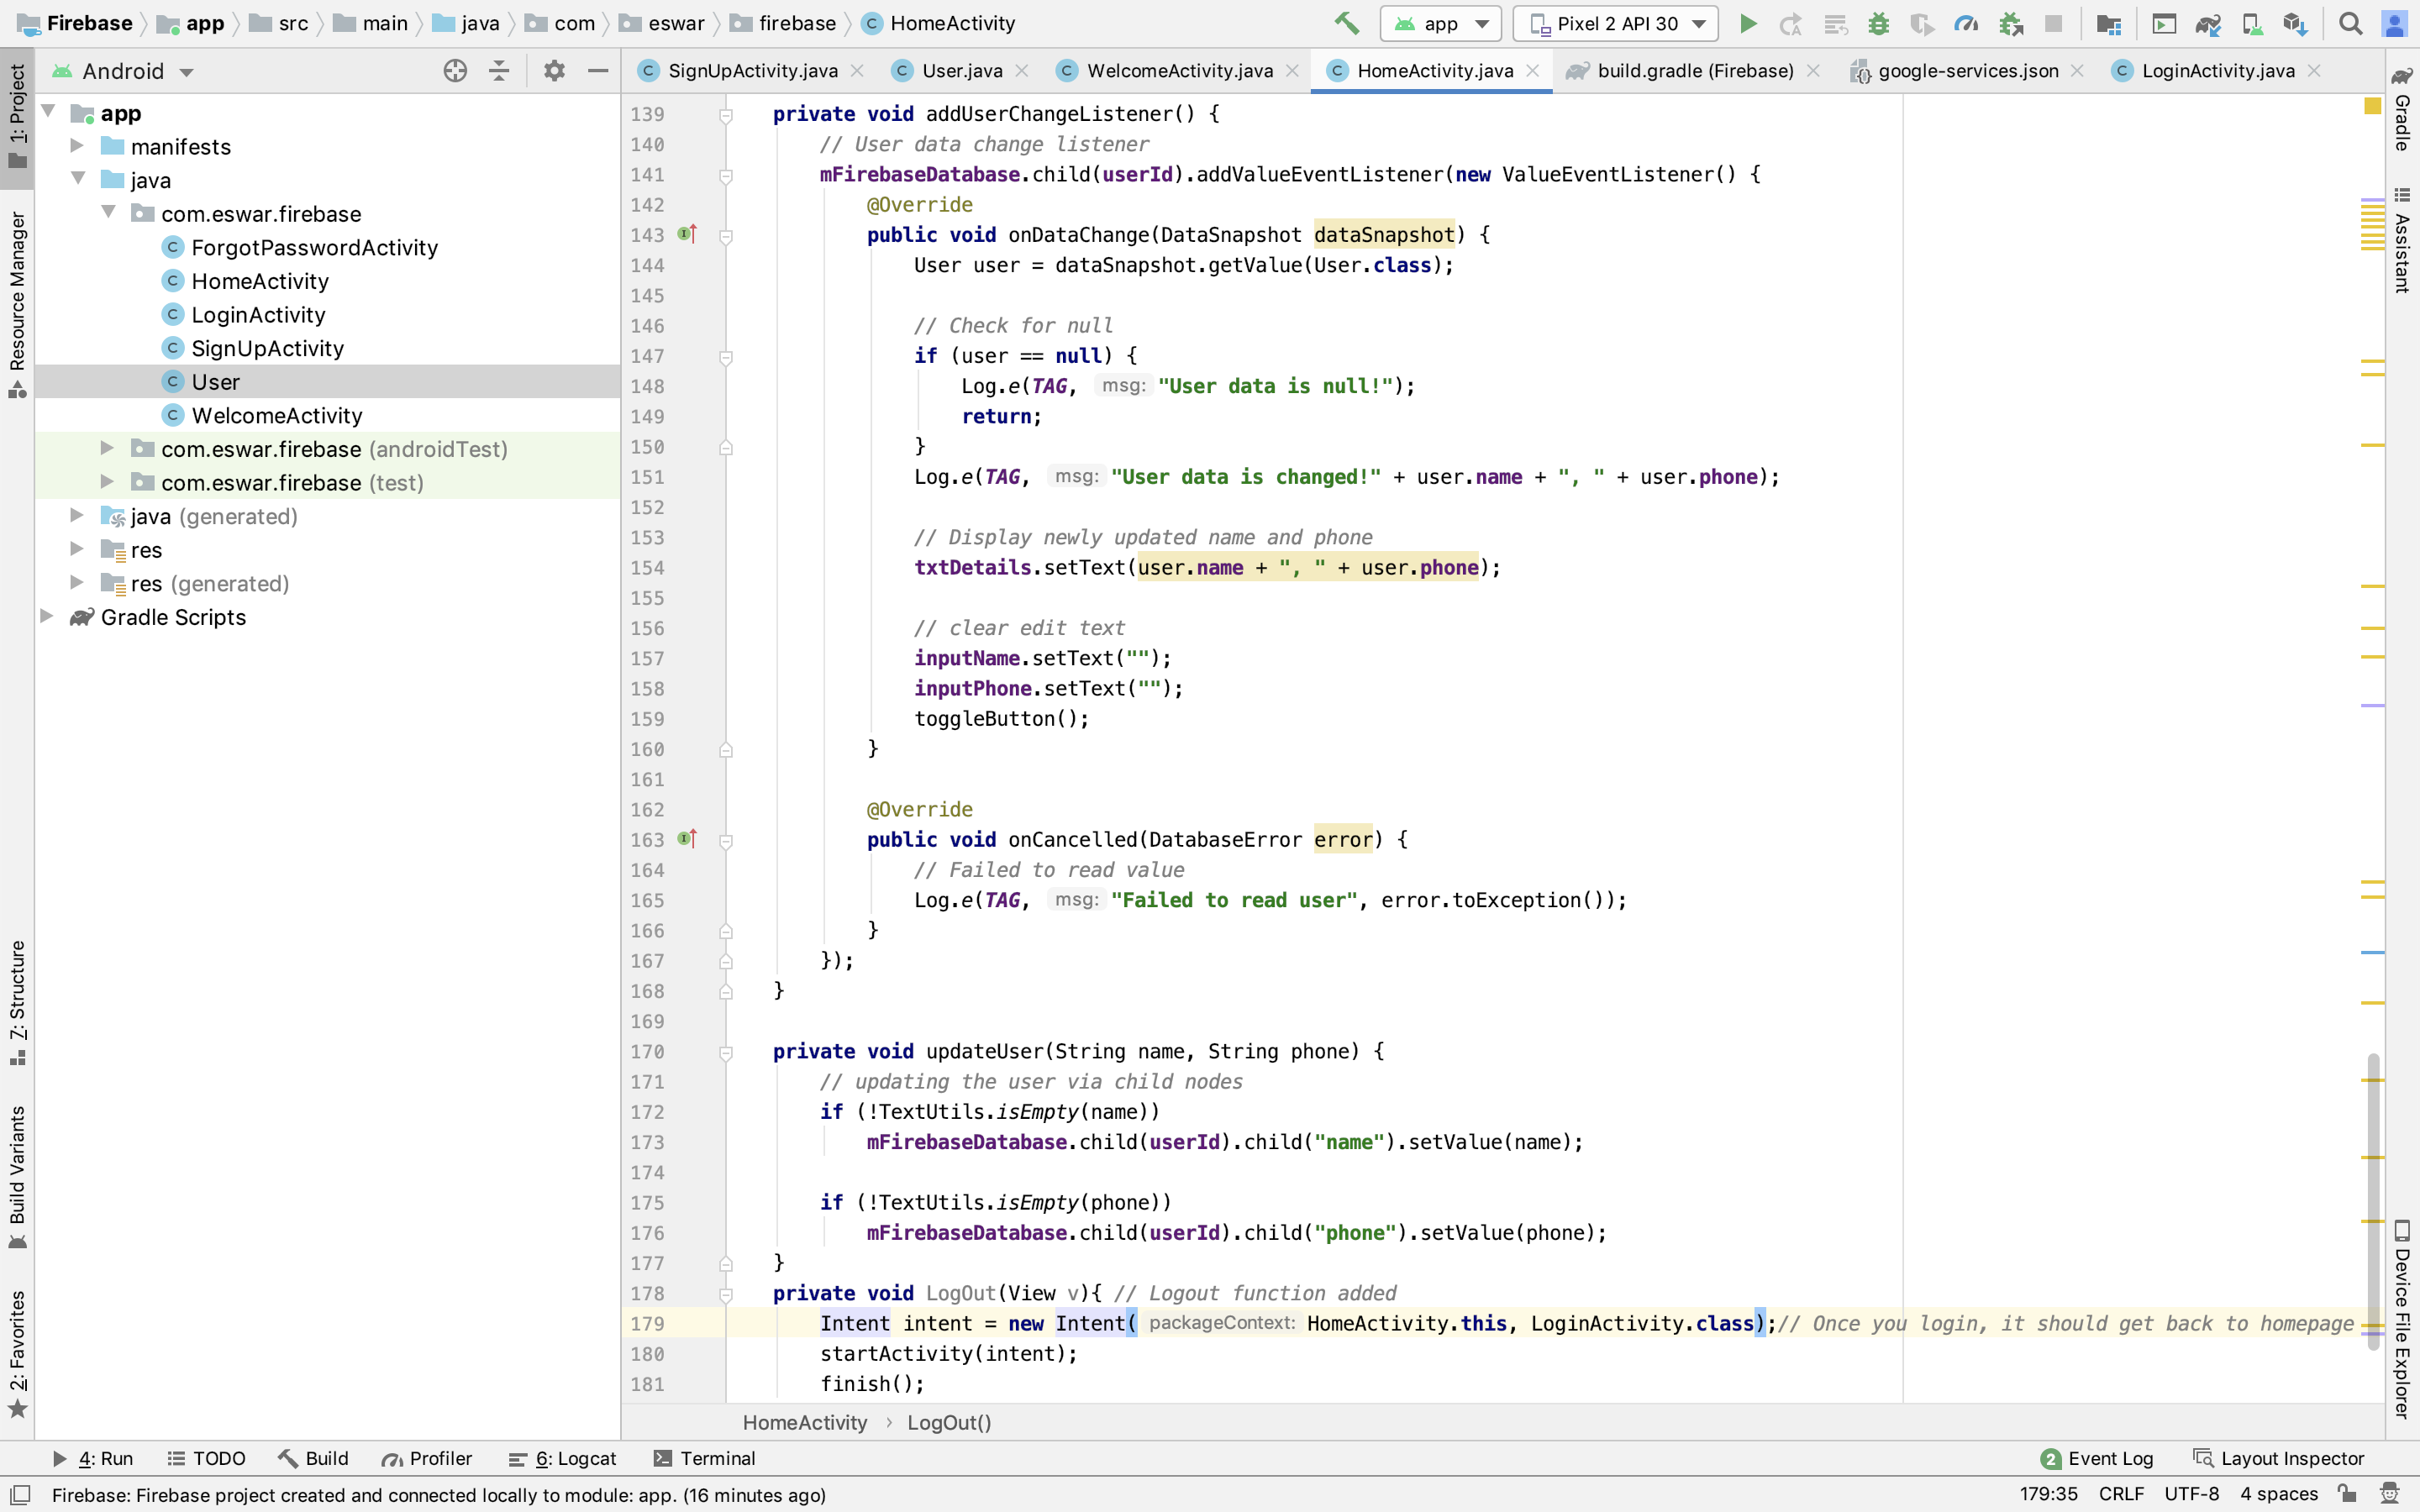 Firebase app src main java com eswar firebase HomeActivity app Pixel 2 API 30
Android
SignUpActivity.java User.java WelcomeActivity.java HomeActivity.java build.gradle (Firebase) google-services.json LoginActivity.java
1: Project
Resource Manager
Z: Structure
Build Variants
2: Favorites
app
manifests
java
com.eswar.firebase
ForgotPasswordActivity
HomeActivity
LoginActivity
SignUpActivity
User
WelcomeActivity
com.eswar.firebase (androidTest)
com.eswar.firebase (test)
java (generated)
res
res (generated)
Gradle Scripts
139 private void addUserChangeListener() {
140 // User data change listener
141 mFirebaseDatabase.child(userId).addValueEventListener(new ValueEventListener() {
142 @Override
143 public void onDataChange(DataSnapshot dataSnapshot) {
144 User user = dataSnapshot.getValue(User.class);
145
146 // Check for null
147 if (user == null) {
148 Log.e(TAG, msg: "User data is null!");
149 return;
150 }
151 Log.e(TAG, msg: "User data is changed!" + user.name + ", " + user.phone);
152
153 // Display newly updated name and phone
154 txtDetails.setText(user.name + ", " + user.phone);
155
156 // clear edit text
157 inputName.setText("");
158 inputPhone.setText("");
159 toggleButton();
160 }
161
162 @Override
163 public void onCancelled(DatabaseError error) {
164 // Failed to read value
165 Log.e(TAG, msg: "Failed to read user", error.toException());
166 }
167 });
168 }
169
170 private void updateUser(String name, String phone) {
171 // updating the user via child nodes
172 if (!TextUtils.isEmpty(name))
173 mFirebaseDatabase.child(userId).child("name").setValue(name);
174
175 if (!TextUtils.isEmpty(phone))
176 mFirebaseDatabase.child(userId).child("phone").setValue(phone);
177 }
178 private void LogOut(View v){ // Logout function added
179 Intent intent = new Intent( packageContext: HomeActivity.this, LoginActivity.class);// Once you login, it should get back to homepage
180 startActivity(intent);
181 finish();
HomeActivity › LogOut()
Gradle
Assistant
Device File Explorer
4: Run TODO Build Profiler 6: Logcat Terminal 2 Event Log Layout Inspector
Firebase: Firebase project created and connected locally to module: app. (16 minutes ago) 179:35 CRLF UTF-8 4 spaces